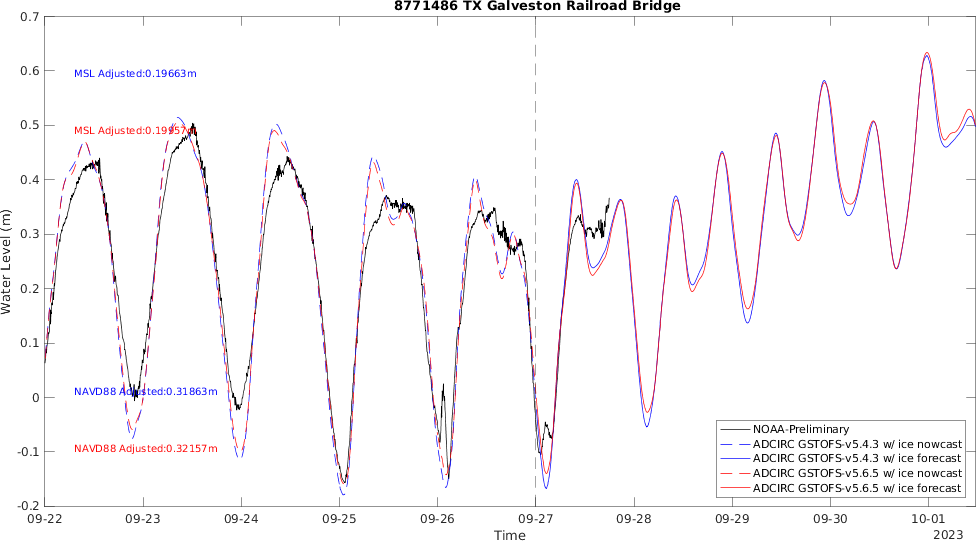 8771486 TX Galveston Railroad Bridge
0.7
0.6
0.5
0.4
0.3
0.2
0.1
0
-0.1
-0.2
Water Level (m)
MSL Adjusted:0.19663m
MSL Adjusted:0.19957m
NAVD88 Adjusted:0.31863m
NAVD88 Adjusted:0.32157m
NOAA-Preliminary
ADCIRC GSTOFS-v5.4.3 w/ ice nowcast
ADCIRC GSTOFS-v5.4.3 w/ ice forecast
ADCIRC GSTOFS-v5.6.5 w/ ice nowcast
ADCIRC GSTOFS-v5.6.5 w/ ice forecast
09-22 09-23 09-24 09-25 09-26 09-27 09-28 09-29 09-30 10-01
Time
2023